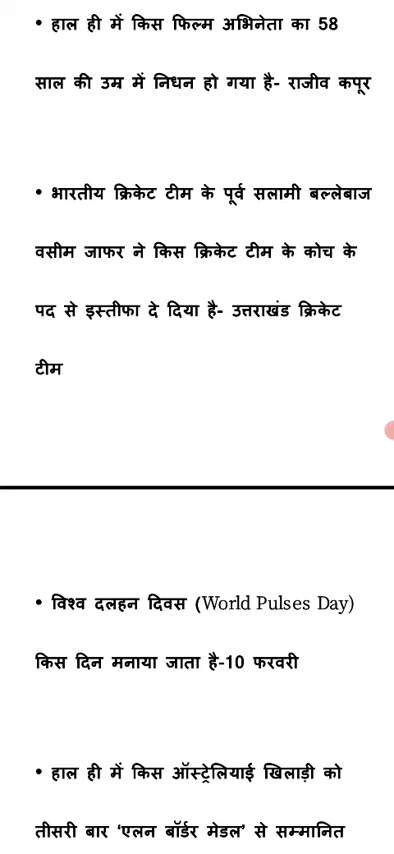 • हाल ही में किस फिल्म अभिनेता का 58
साल की उम्र में निधन हो गया है- राजीव कपूर
• भारतीय क्रिकेट टीम के पूर्व सलामी बल्लेबाज
वसीम जाफर ने किस क्रिकेट टीम के कोच के
पद से इस्तीफा दे दिया है- उत्तराखंड क्रिकेट
टीम
• विश्व दलहन दिवस (World Pulses Day)
किस दिन मनाया जाता है-10 फरवरी
• हाल ही में किस ऑस्ट्रेलियाई खिलाड़ी को
तीसरी बार ‘एलन बॉर्डर मेडल’ से सम्मानित